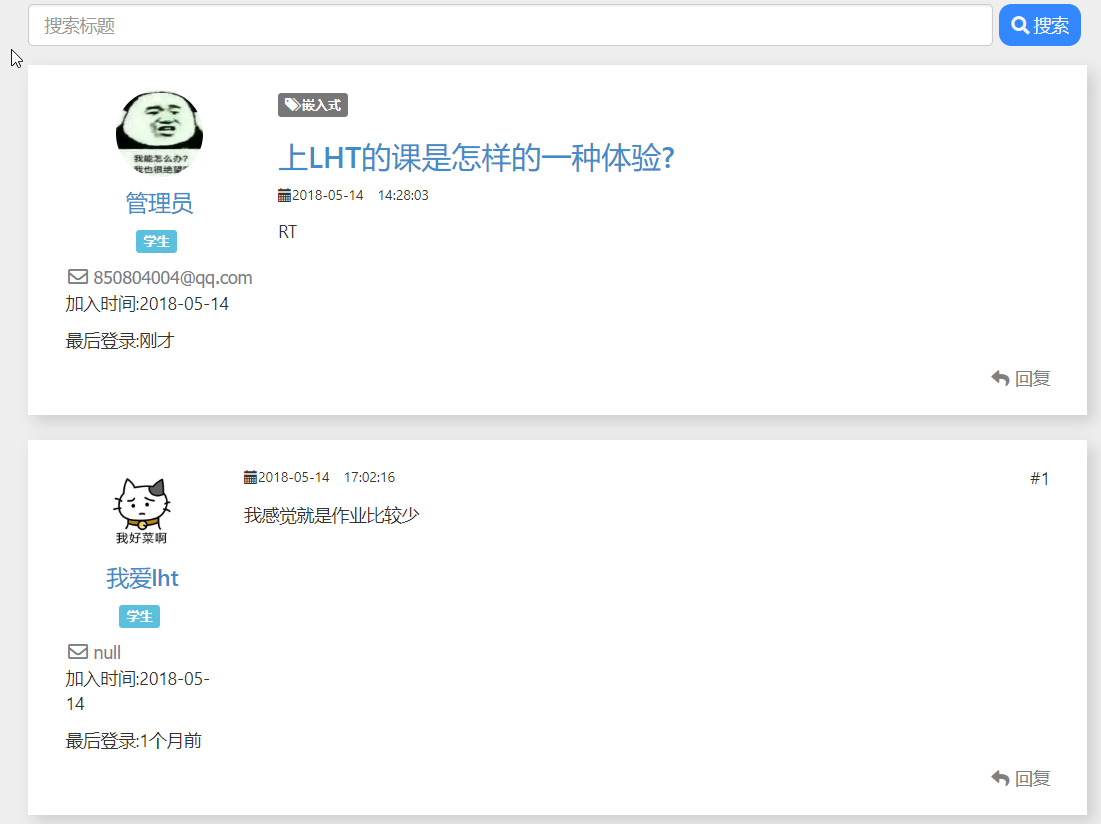 搜索标题
搜索
嵌入式
上LHT的课是怎样的一种体验?
2018-05-14 14:28:03
RT
我能怎么办?
我也很绝望
管理员
学生
850804004@qq.com
加入时间:2018-05-14
最后登录:刚才
回复
2018-05-14 17:02:16
#1
我感觉就是作业比较少
我好菜啊
我爱lht
学生
null
加入时间:2018-05-
14
最后登录:1个月前
回复